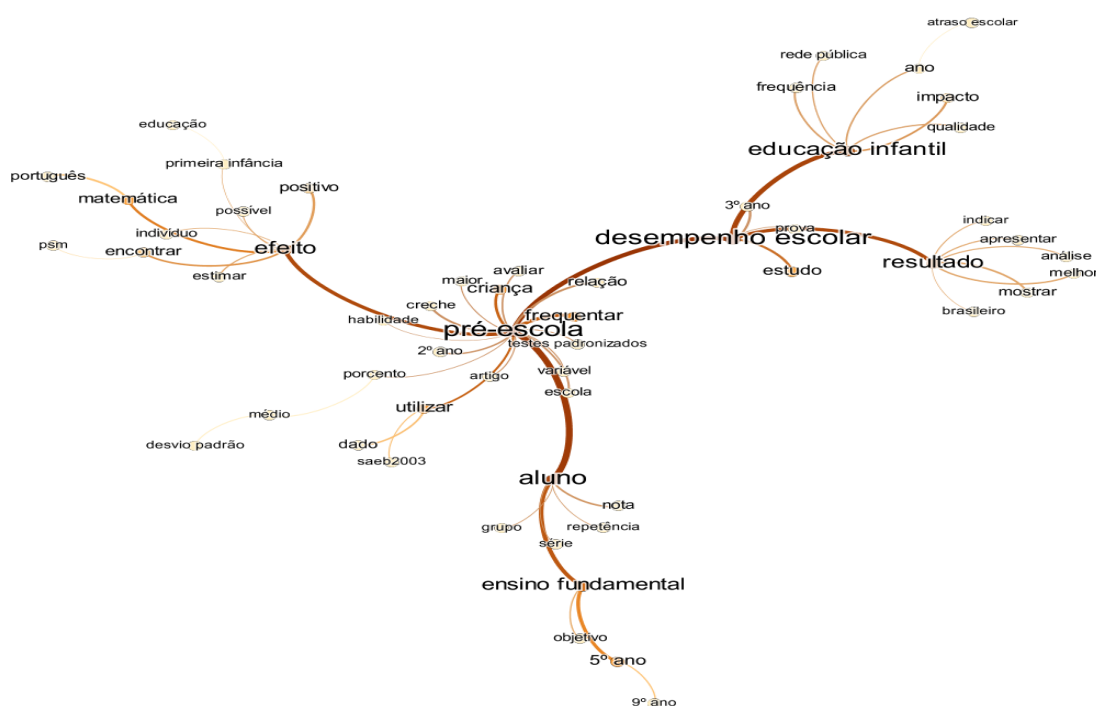 atraso escolar
rede pública
ano
frequência
impacto
educação
qualidade
educação infantil
primeira infância
português
positivo
matemática
possível
3º ano
indicar
prova
indivíduo
desempenho escolar
apresentar
psm
encontrar
efeito
estudo
resultado
análise
melhor
estimar
avaliar
maior
criança
relação
mostrar
creche
brasileiro
habilidade
frequentar
pré-escola
testes padronizados
2º ano
porcento
artigo
variável
escola
utilizar
médio
desvio padrão
dado
saeb2003
aluno
nota
grupo
repetência
série
ensino fundamental
objetivo
5º ano
9º ano